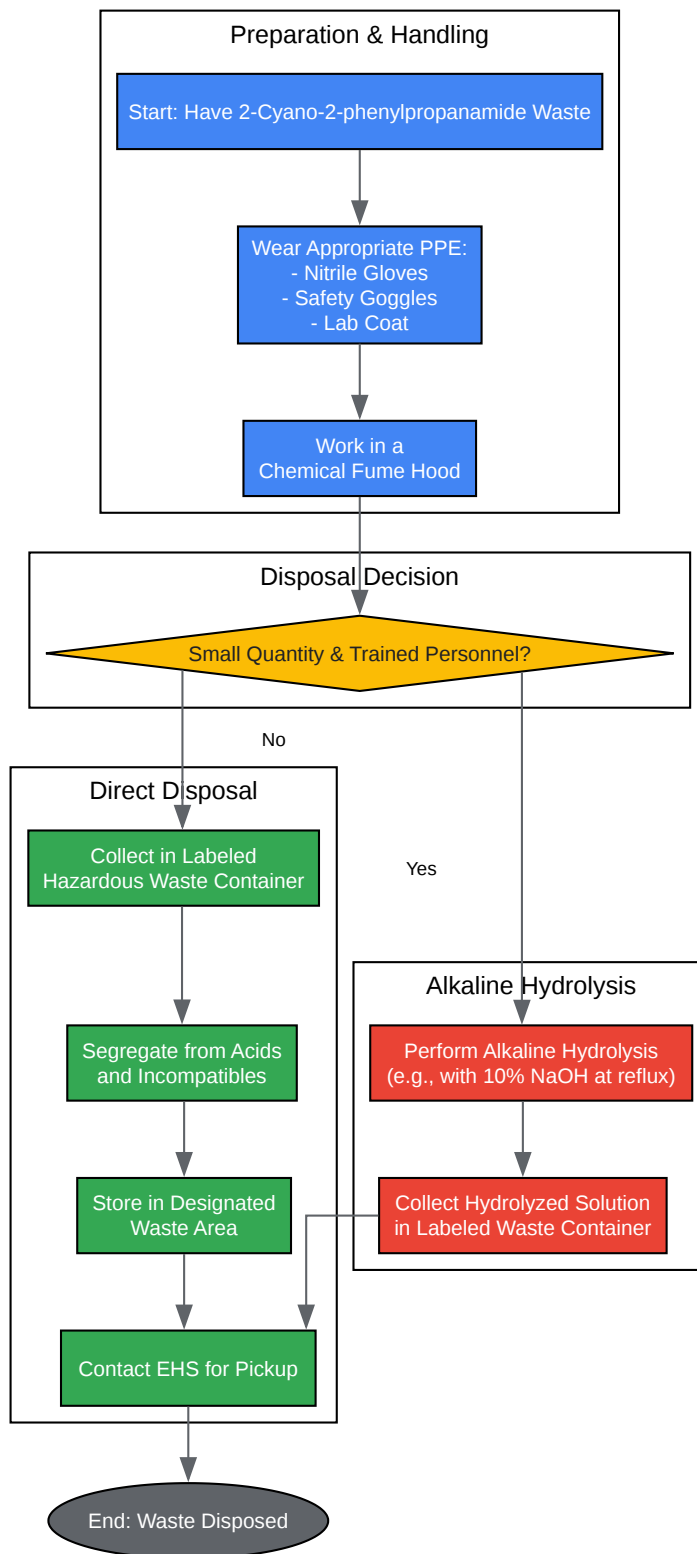 Preparation & Handling
Start: Have 2-Cyano-2-phenylpropanamide Waste
Wear Appropriate PPE:
- Nitrile Gloves
- Safety Goggles
- Lab Coat
Work in a
Chemical Fume Hood
Disposal Decision
Small Quantity & Trained Personnel?
No
Direct Disposal
Collect in Labeled
Hazardous Waste Container
Yes
Alkaline Hydrolysis
Segregate from Acids
and Incompatibles
Perform Alkaline Hydrolysis
(e.g., with 10% NaOH at reflux)
Store in Designated
Waste Area
Collect Hydrolyzed Solution
in Labeled Waste Container
Contact EHS for Pickup
End: Waste Disposed